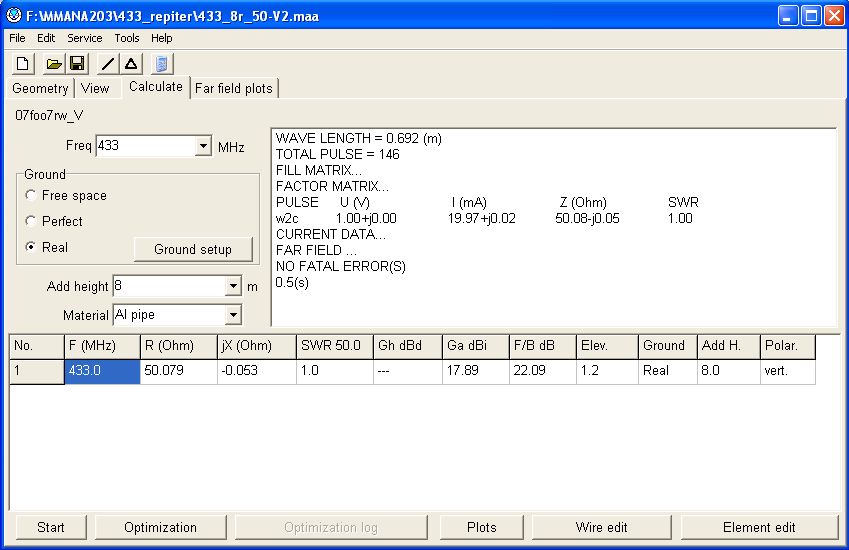 F:\MMANA203\433_repiter\433_8r_50-V2.maa
File Edit Service Tools Help
Geometry View Calculate Far field plots
07foo7rw_V
Freq 433 MHz
Ground
Free space
Perfect
Real Ground setup
Add height 8 m
Material Al pipe
WAVE LENGTH = 0.692 (m)
TOTAL PULSE = 146
FILL MATRIX...
FACTOR MATRIX...
PULSE U (V) I (mA) Z (Ohm) SWR
w2c 1.00+j0.00 19.97+j0.02 50.08-j0.05 1.00
CURRENT DATA...
FAR FIELD ...
NO FATAL ERROR(S)
0.5(s)
No. F (MHz) R (Ohm) jX (Ohm) SWR 50.0 Gh dBd Ga dBi F/B dB Elev. Ground Add H. Polar.
1 433.0 50.079 -0.053 1.0 --- 17.89 22.09 1.2 Real 8.0 vert.
Start Optimization Optimization log Plots Wire edit Element edit